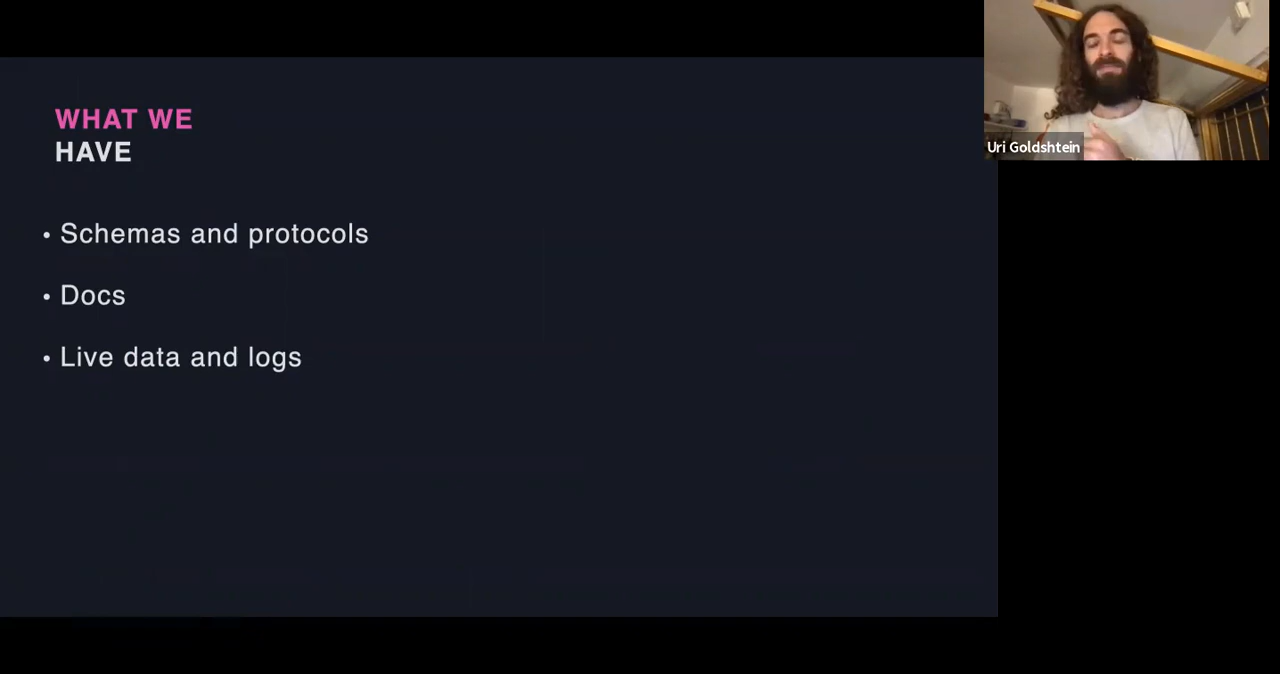 WHAT WE
HAVE
• Schemas and protocols
• Docs
• Live data and logs
Uri Goldshtein